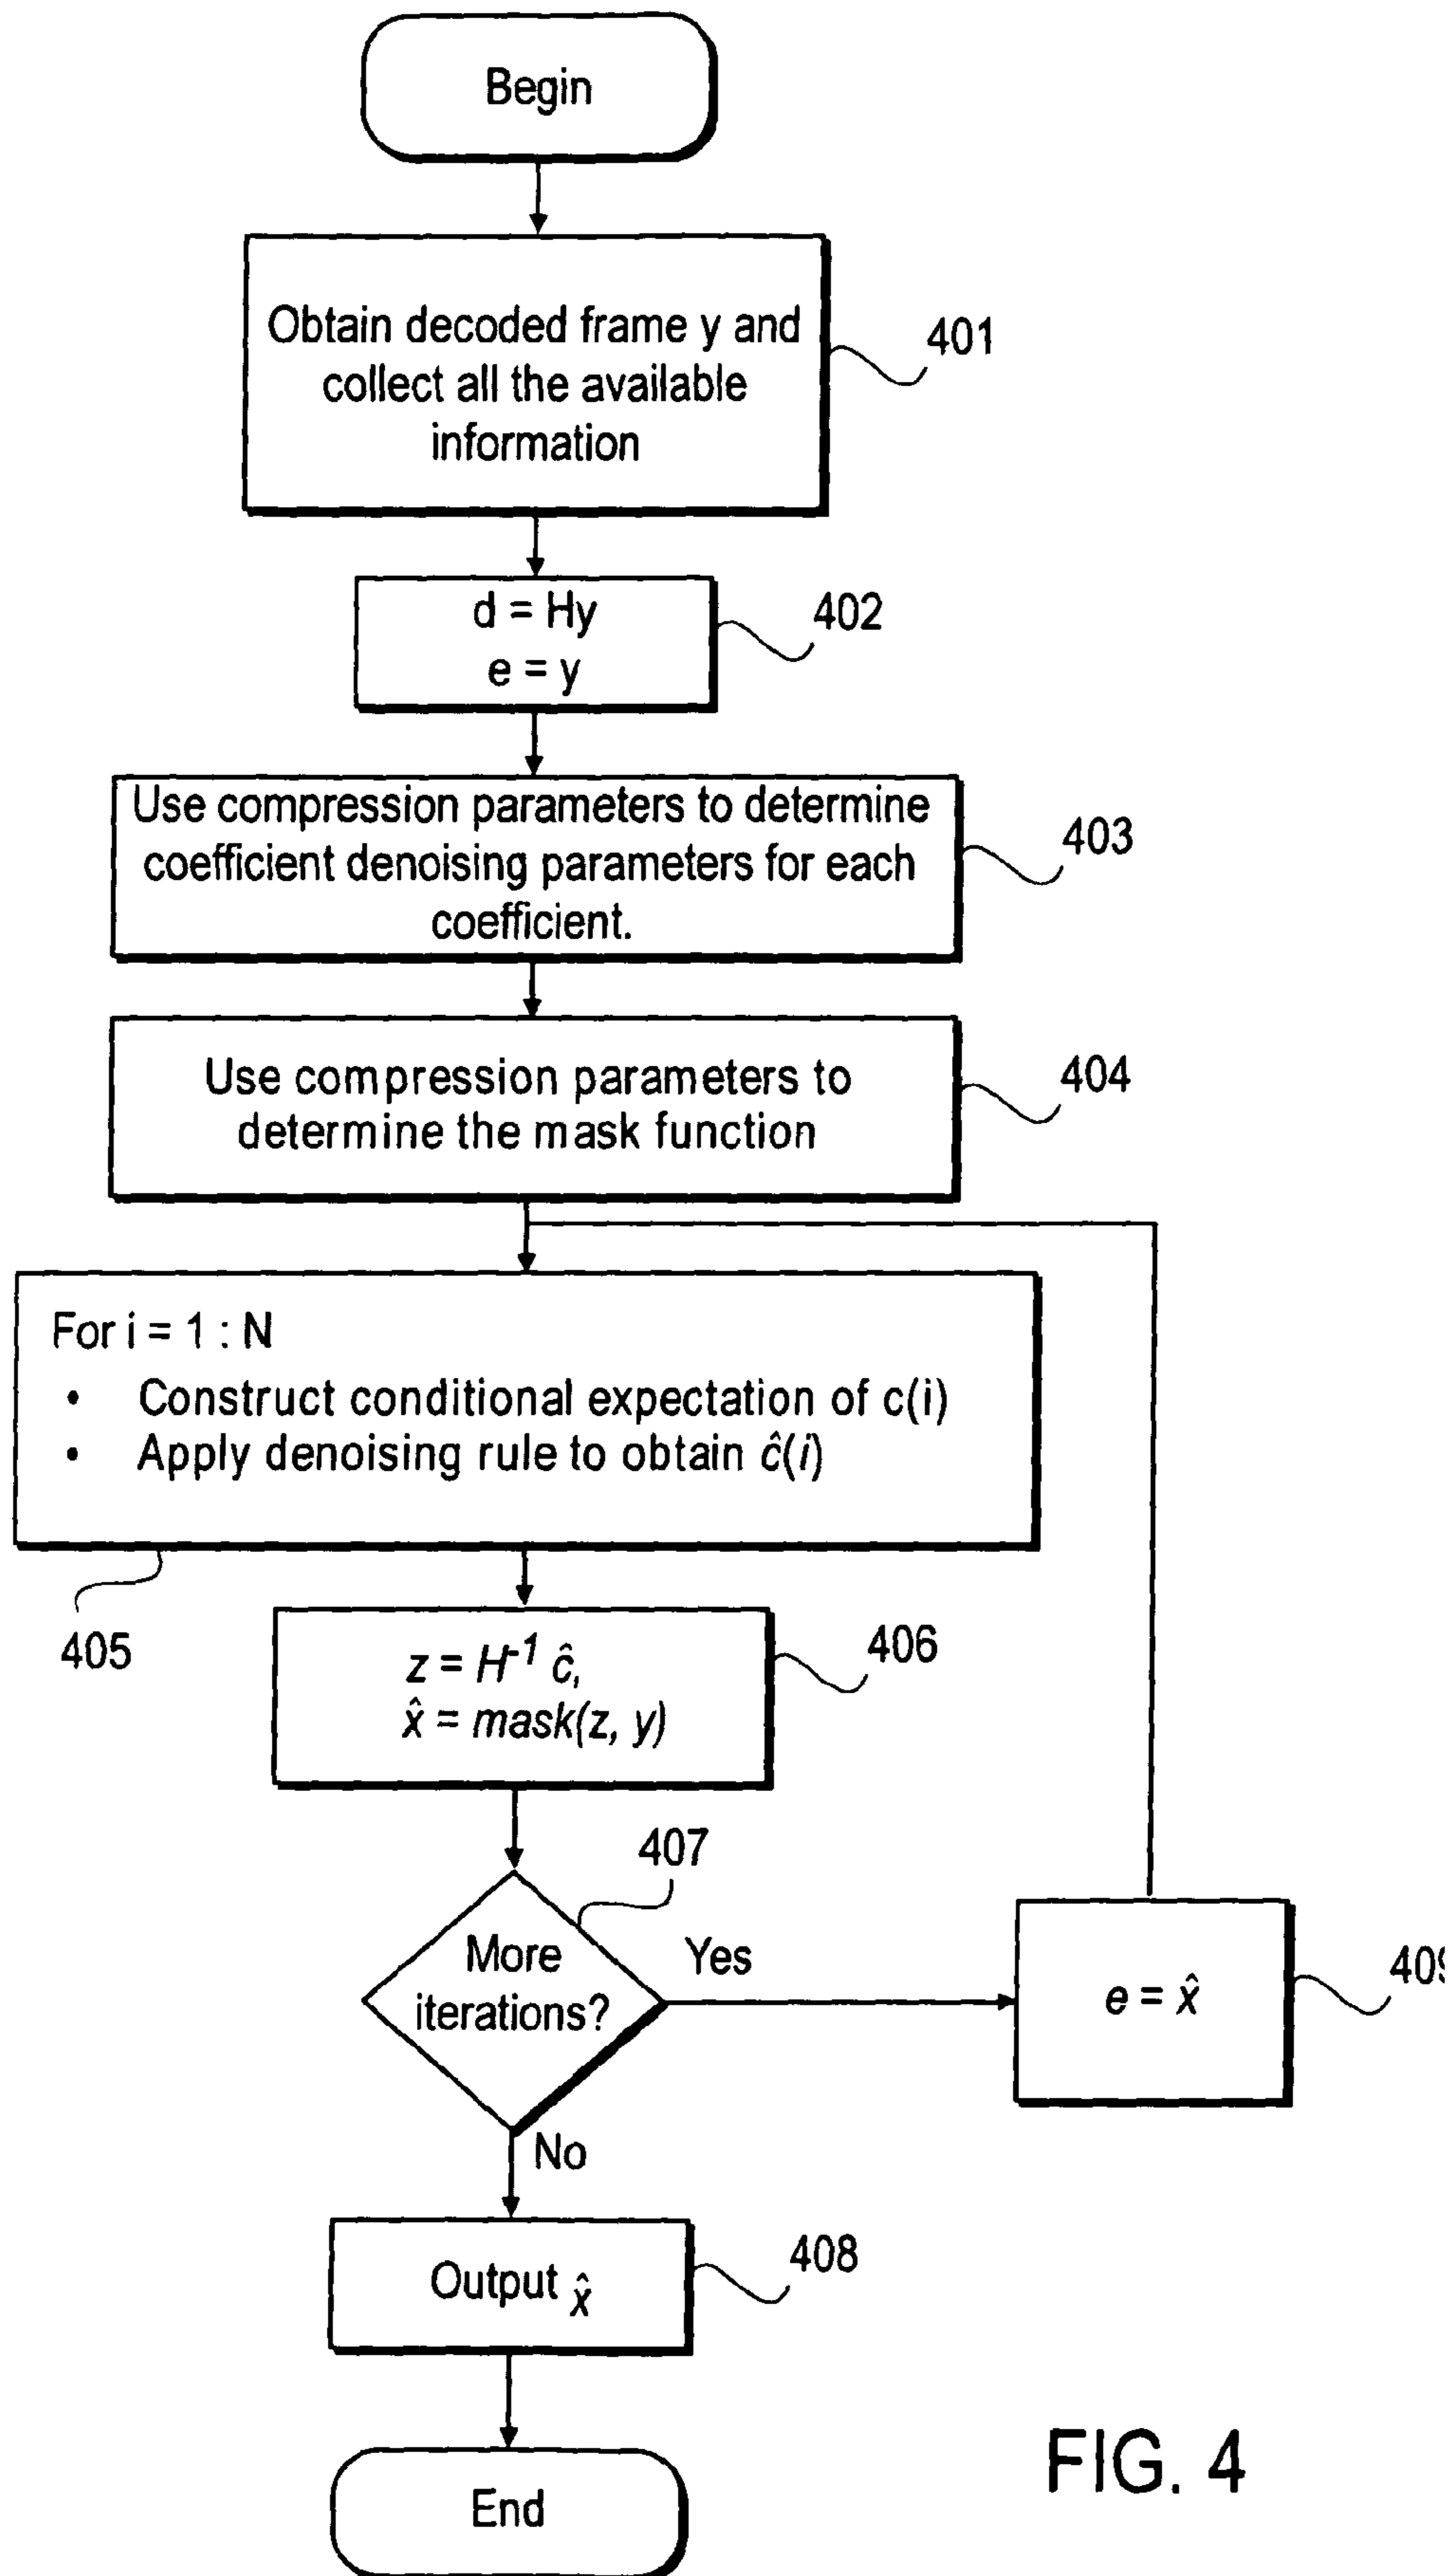 Begin
Obtain decoded frame y and
collect all the available
information
401
d = Hy
e = y
402
Use compression parameters to determine
coefficient denoising parameters for each
coefficient.
403
Use compression parameters to
determine the mask function
404
For i = 1 : N
• Construct conditional expectation of c(i)
• Apply denoising rule to obtain ĉ(i)
405
z = H⁻¹ ĉ,
x̂ = mask(z, y)
406
407
More
iterations?
Yes
e = x̂
409
No
Output x̂
408
End
FIG. 4